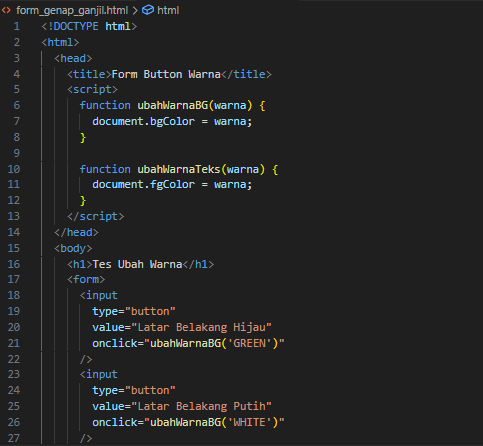 form_genap_ganjil.html > html
1 <!DOCTYPE html>
2 <html>
3 <head>
4 <title>Form Button Warna</title>
5 <script>
6 function ubahWarnaBG(warna) {
7 document.bgColor = warna;
8 }
9
10 function ubahWarnaTeks(warna) {
11 document.fgColor = warna;
12 }
13 </script>
14 </head>
15 <body>
16 <h1>Tes Ubah Warna</h1>
17 <form>
18 <input
19 type="button"
20 value="Latar Belakang Hijau"
21 onclick="ubahWarnaBG('GREEN')"
22 />
23 <input
24 type="button"
25 value="Latar Belakang Putih"
26 onclick="ubahWarnaBG('WHITE')"
27 />